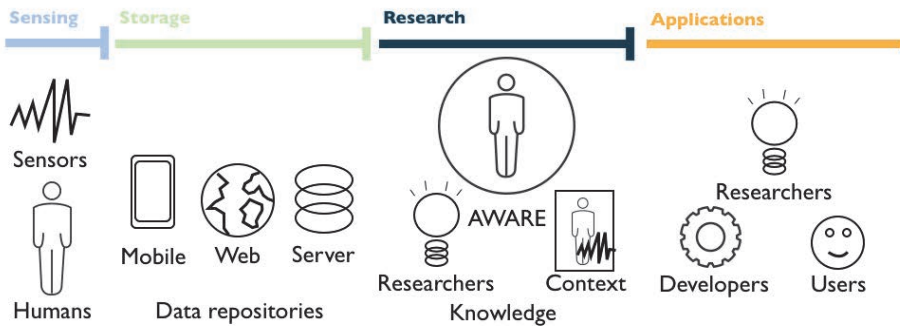 Sensing
Storage
Research
Applications
Sensors
Humans
Mobile
Web
Server
Data repositories
AWARE
Researchers
Context
Knowledge
Researchers
Developers
Users